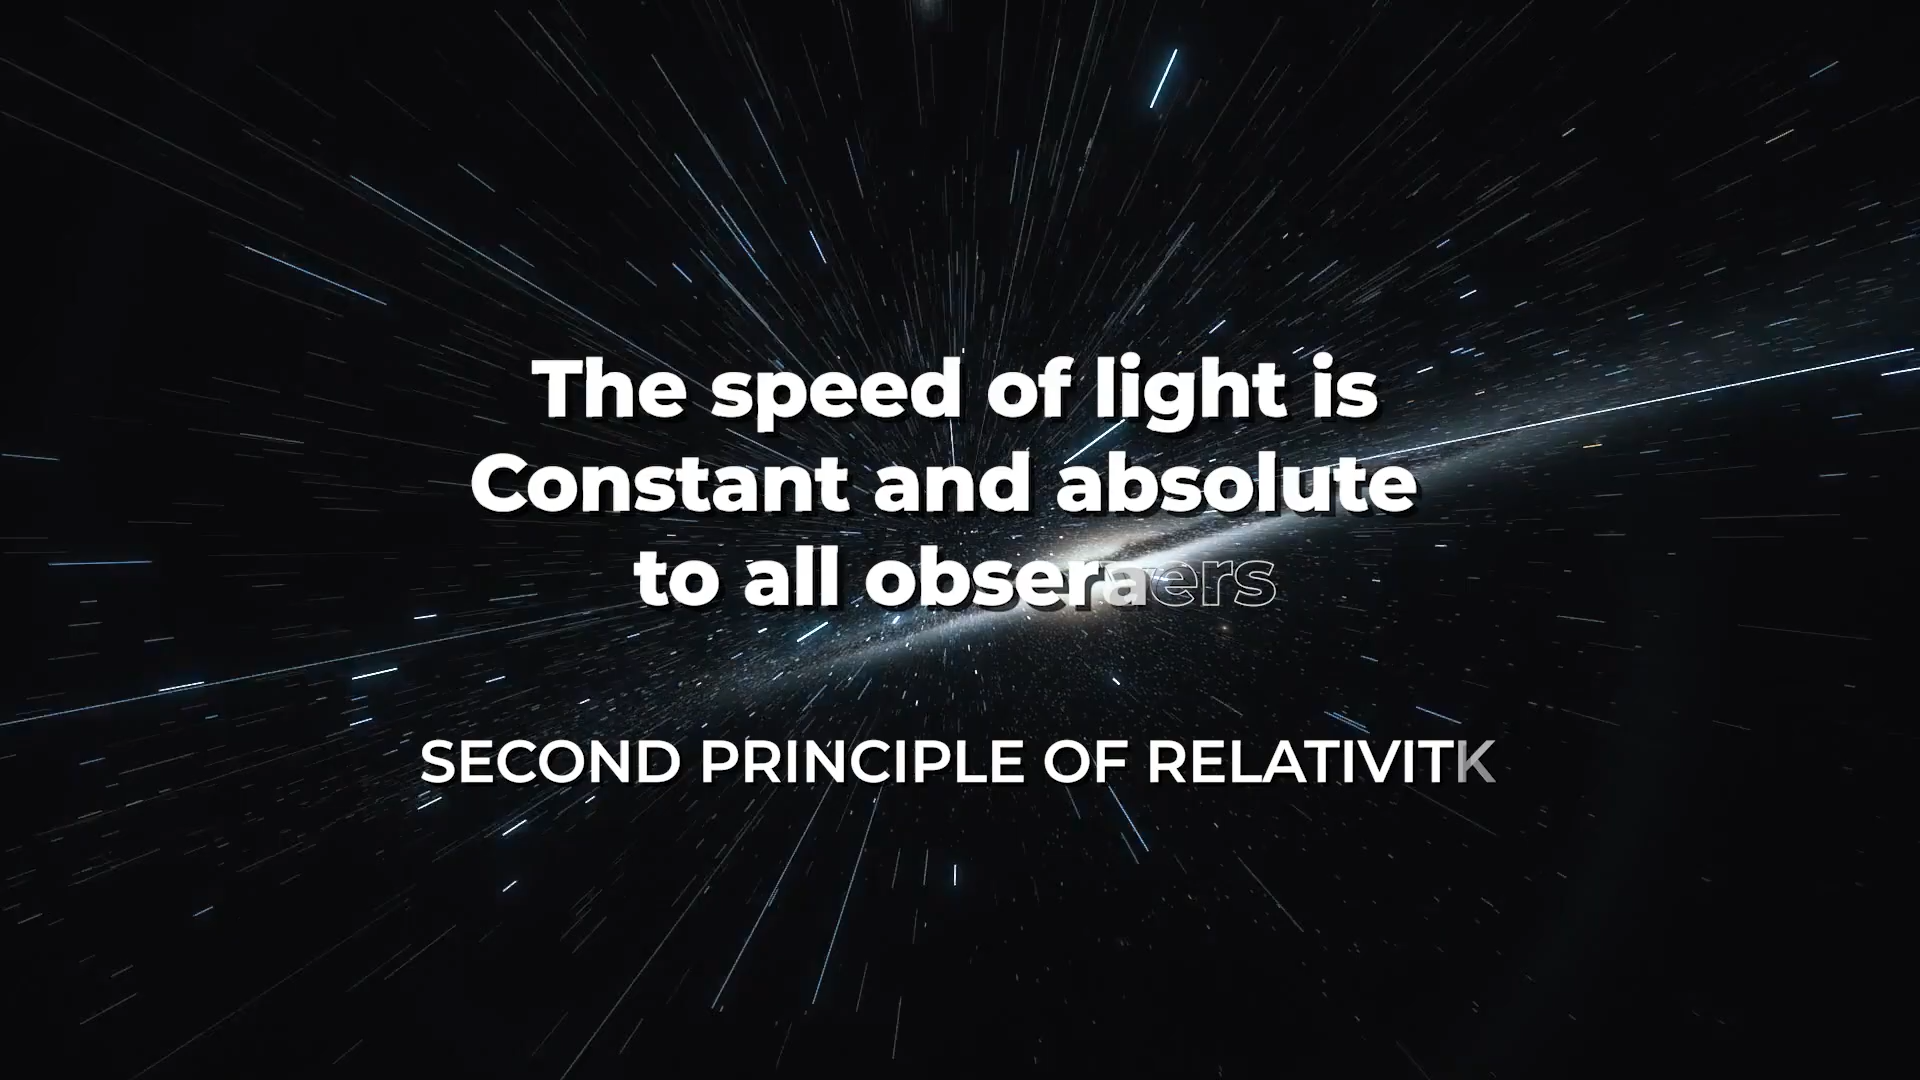 The speed of light is
Constant and absolute
to all obseraers
SECOND PRINCIPLE OF RELATIVITK